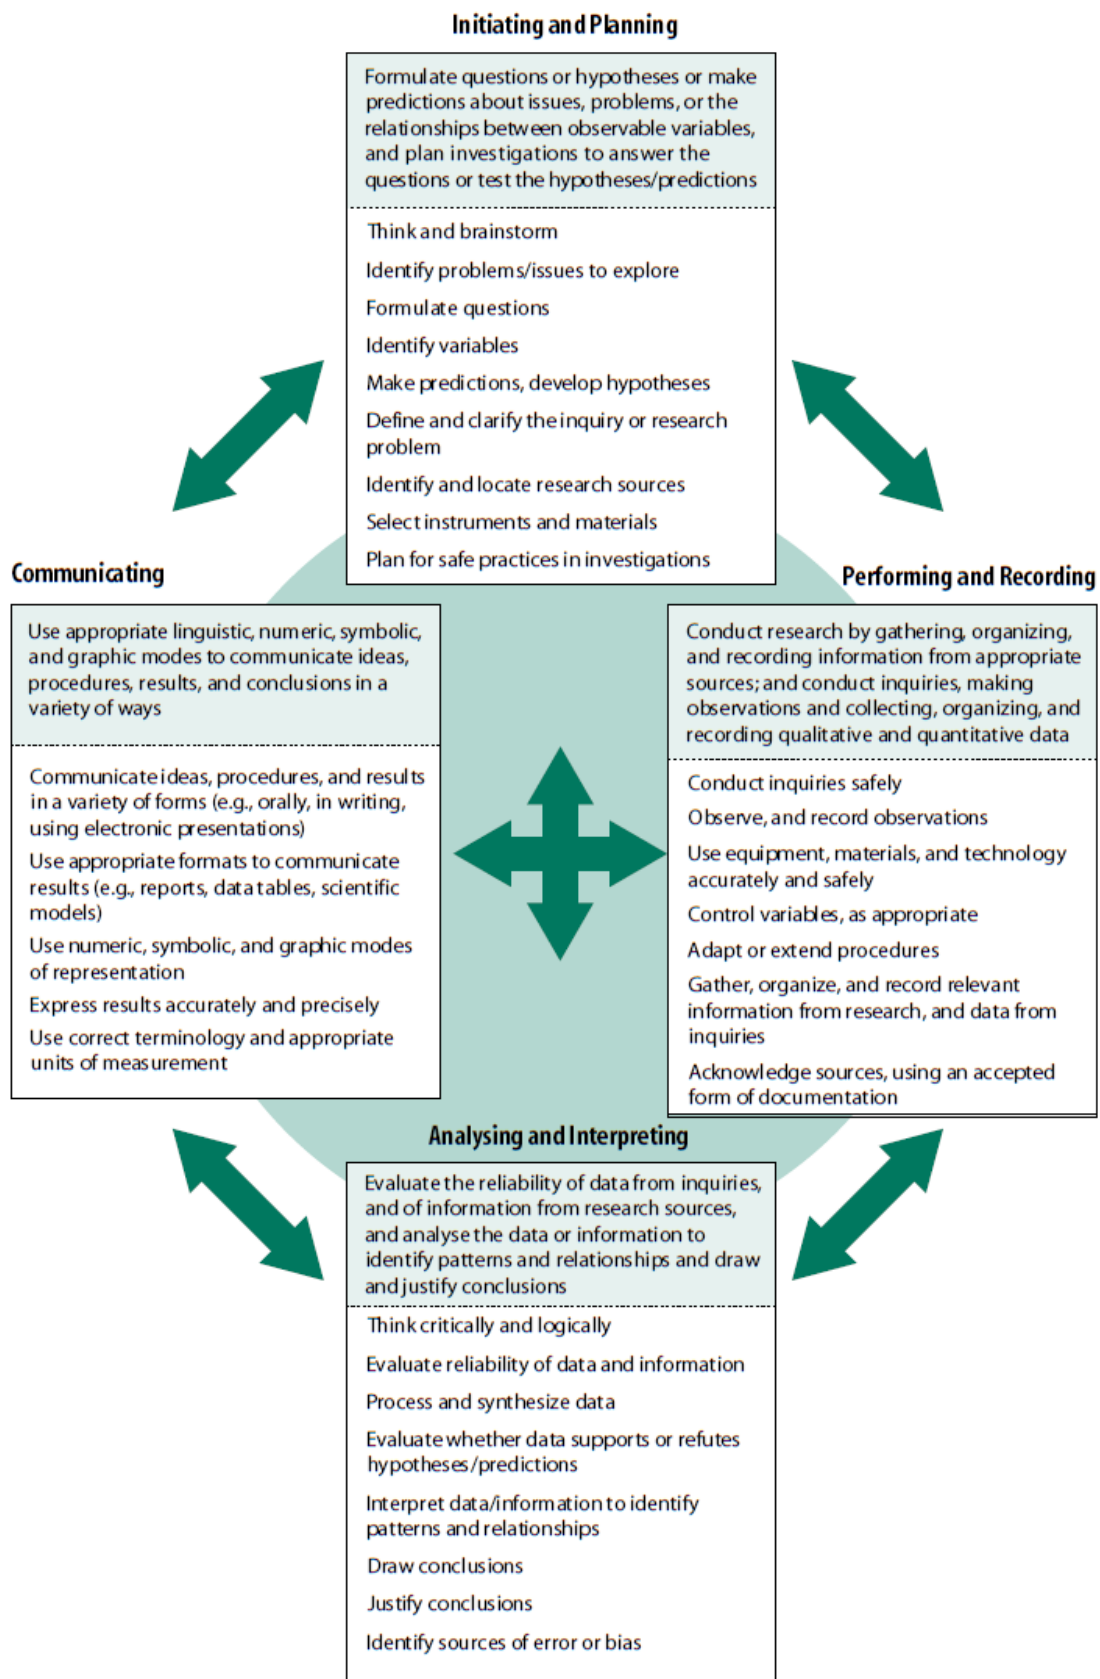 Initiating and Planning
Formulate questions or hypotheses or make
predictions about issues, problems, or the
relationships between observable variables,
and plan investigations to answer the
questions or test the hypotheses/predictions
Think and brainstorm
Identify problems/issues to explore
Formulate questions
Identify variables
Make predictions, develop hypotheses
Define and clarify the inquiry or research
problem
Identify and locate research sources
Select instruments and materials
Plan for safe practices in investigations
Communicating
Use appropriate linguistic, numeric, symbolic,
and graphic modes to communicate ideas,
procedures, results, and conclusions in a
variety of ways
Communicate ideas, procedures, and results
in a variety of forms (e.g., orally, in writing,
using electronic presentations)
Use appropriate formats to communicate
results (e.g., reports, data tables, scientific
models)
Use numeric, symbolic, and graphic modes
of representation
Express results accurately and precisely
Use correct terminology and appropriate
units of measurement
Performing and Recording
Conduct research by gathering, organizing,
and recording information from appropriate
sources; and conduct inquiries, making
observations and collecting, organizing, and
recording qualitative and quantitative data
Conduct inquiries safely
Observe, and record observations
Use equipment, materials, and technology
accurately and safely
Control variables, as appropriate
Adapt or extend procedures
Gather, organize, and record relevant
information from research, and data from
inquiries
Acknowledge sources, using an accepted
form of documentation
Analysing and Interpreting
Evaluate the reliability of data from inquiries,
and of information from research sources,
and analyse the data or information to
identify patterns and relationships and draw
and justify conclusions
Think critically and logically
Evaluate reliability of data and information
Process and synthesize data
Evaluate whether data supports or refutes
hypotheses/predictions
Interpret data/information to identify
patterns and relationships
Draw conclusions
Justify conclusions
Identify sources of error or bias